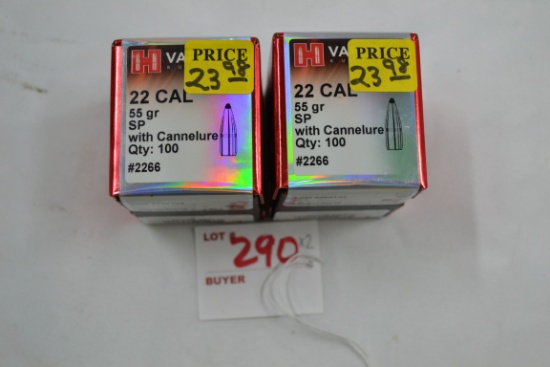 H VA
PRICE
23 98
22 CAL
55 gr
SP
with Cannelure
Qty: 100
#2266
H VA
PRICE
23 98
22 CAL
55 gr
SP
with Cannelure
Qty: 100
#2266
LOT #
290 x2
BUYER